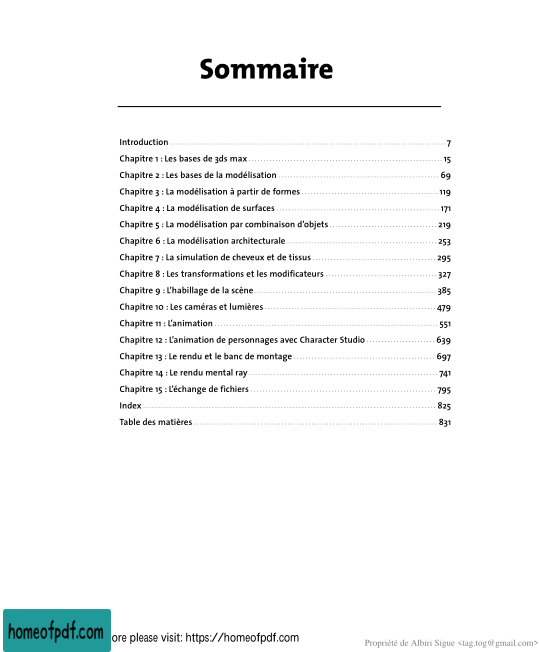 Sommaire
Introduction 7
Chapitre 1 : Les bases de 3ds max 15
Chapitre 2 : Les bases de la modélisation 69
Chapitre 3 : La modélisation à partir de formes 119
Chapitre 4 : La modélisation de surfaces 171
Chapitre 5 : La modélisation par combinaison d'objets 219
Chapitre 6 : La modélisation architecturale 253
Chapitre 7 : La simulation de cheveux et de tissus 295
Chapitre 8 : Les transformations et les modificateurs 327
Chapitre 9 : L'habillage de la scène 385
Chapitre 10 : Les caméras et lumières 479
Chapitre 11 : L'animation 551
Chapitre 12 : L'animation de personnages avec Character Studio 639
Chapitre 13 : Le rendu et le banc de montage 697
Chapitre 14 : Le rendu mental ray 741
Chapitre 15 : L'échange de fichiers 795
Index 825
Table des matières 831
homeofpdf.com
ore please visit: https://homeofpdf.com
Propriété de Albiri Sigue <tag.tog@gmail.com>